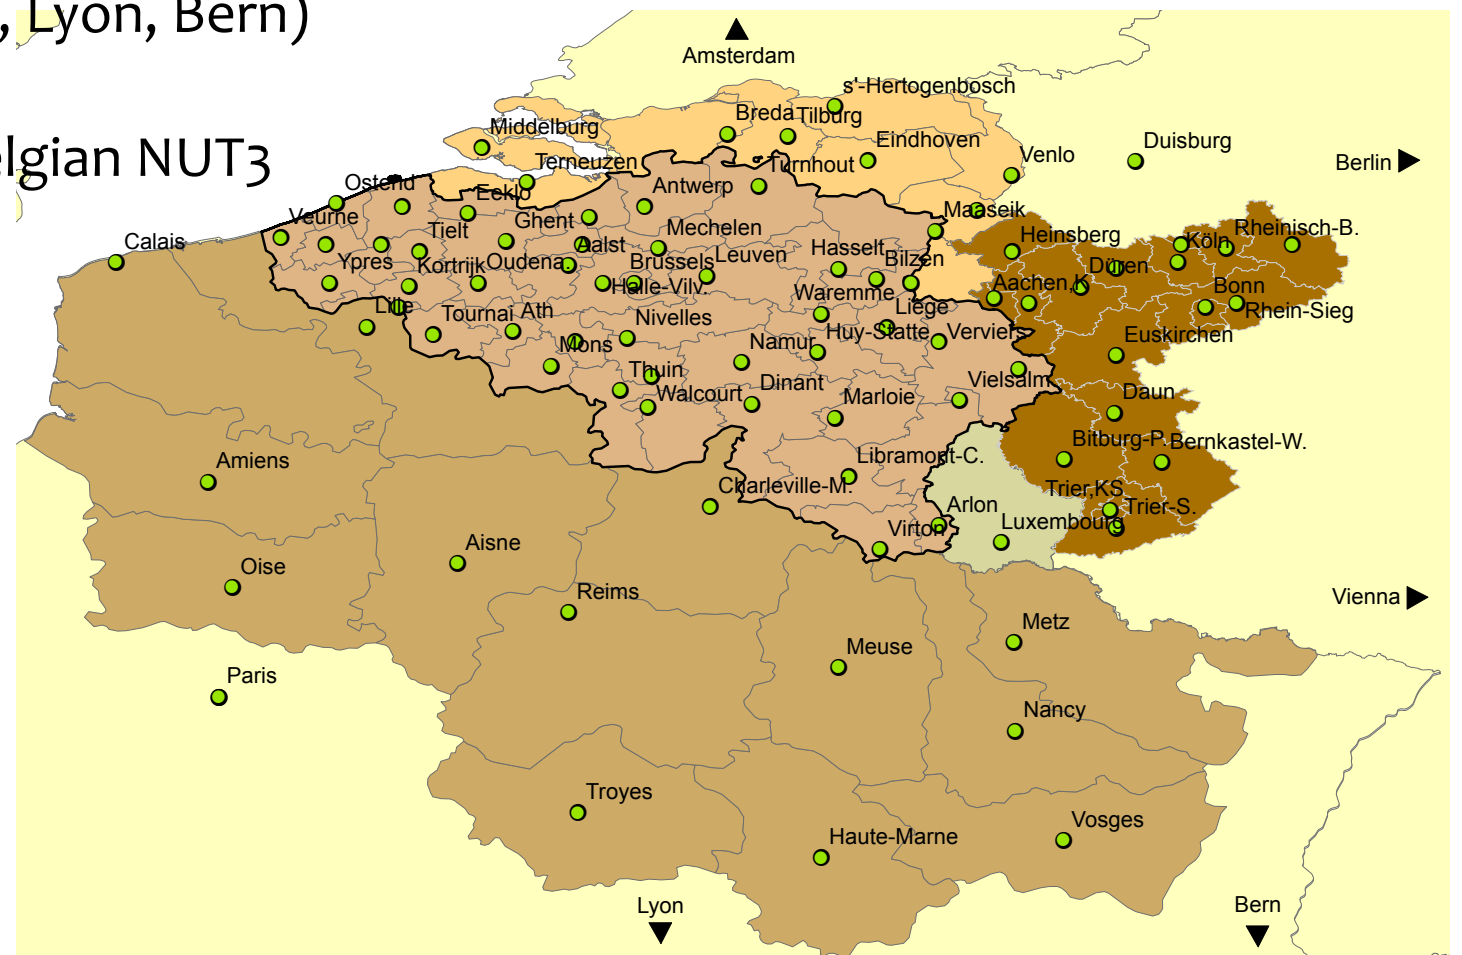 , Lyon, Bern)
elgian NUT3
Amsterdam
s'-Hertogenbosch
Breda
Tilburg
Middelburg
Eindhoven
Duisburg
Venlo
Berlin
Terneuzen
Turnhout
Ostend
Eeklo
Antwerp
Maaseik
Veurne
Ghent
Tielt
Mechelen
Heinsberg
Köln
Rheinisch-B.
Calais
Aalst
Hasselt
Bilzen
Ypres
Kortrijk
Oudena.
Brussels
Leuven
Düren
Aachen,K
Bonn
Halle-Vilv.
Waremme
Liege
Rhein-Sieg
Lille
Tournai
Ath
Nivelles
Huy-Statte
Verviers
Euskirchen
Mons
Namur
Thuin
Dinant
Vielsalm
Walcourt
Marloie
Daun
Bitburg-P.
Bernkastel-W.
Amiens
Libramont-C.
Charleville-M.
Trier,KS
Arlon
Trier-S.
Virton
Luxembourg
Aisne
Oise
Reims
Vienna
Metz
Meuse
Paris
Nancy
Troyes
Vosges
Haute-Marne
Lyon
Bern